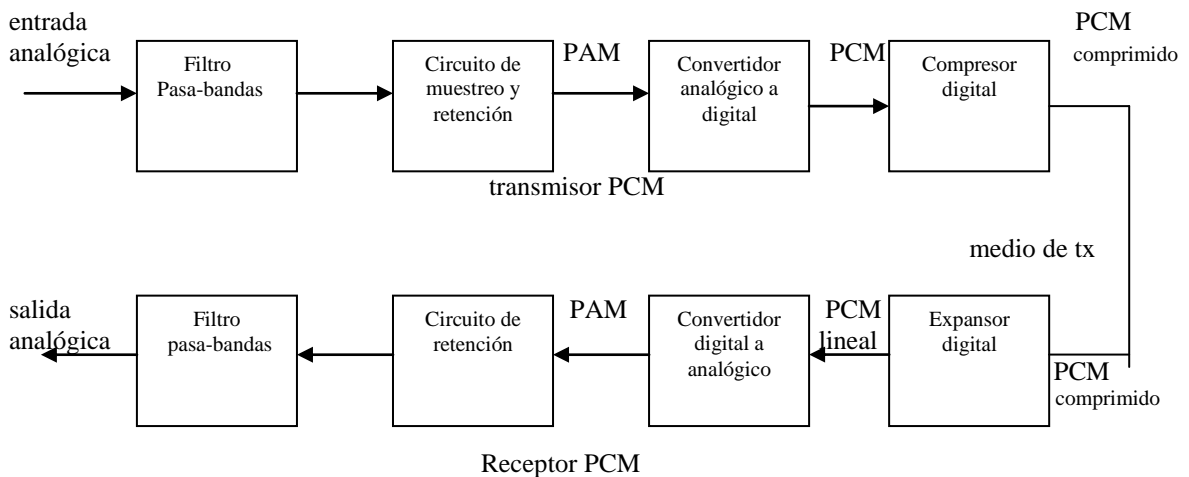 entrada
analógica
Filtro
Pasa-bandas
Circuito de
muestreo y
retención
PAM
Convertidor
analógico a
digital
PCM
Compresor
digital
PCM
comprimido
transmisor PCM
medio de tx
salida
analógica
Filtro
pasa-bandas
Circuito de
retención
PAM
Convertidor
digital a
analógico
PCM
lineal
Expansor
digital
PCM
comprimido
Receptor PCM